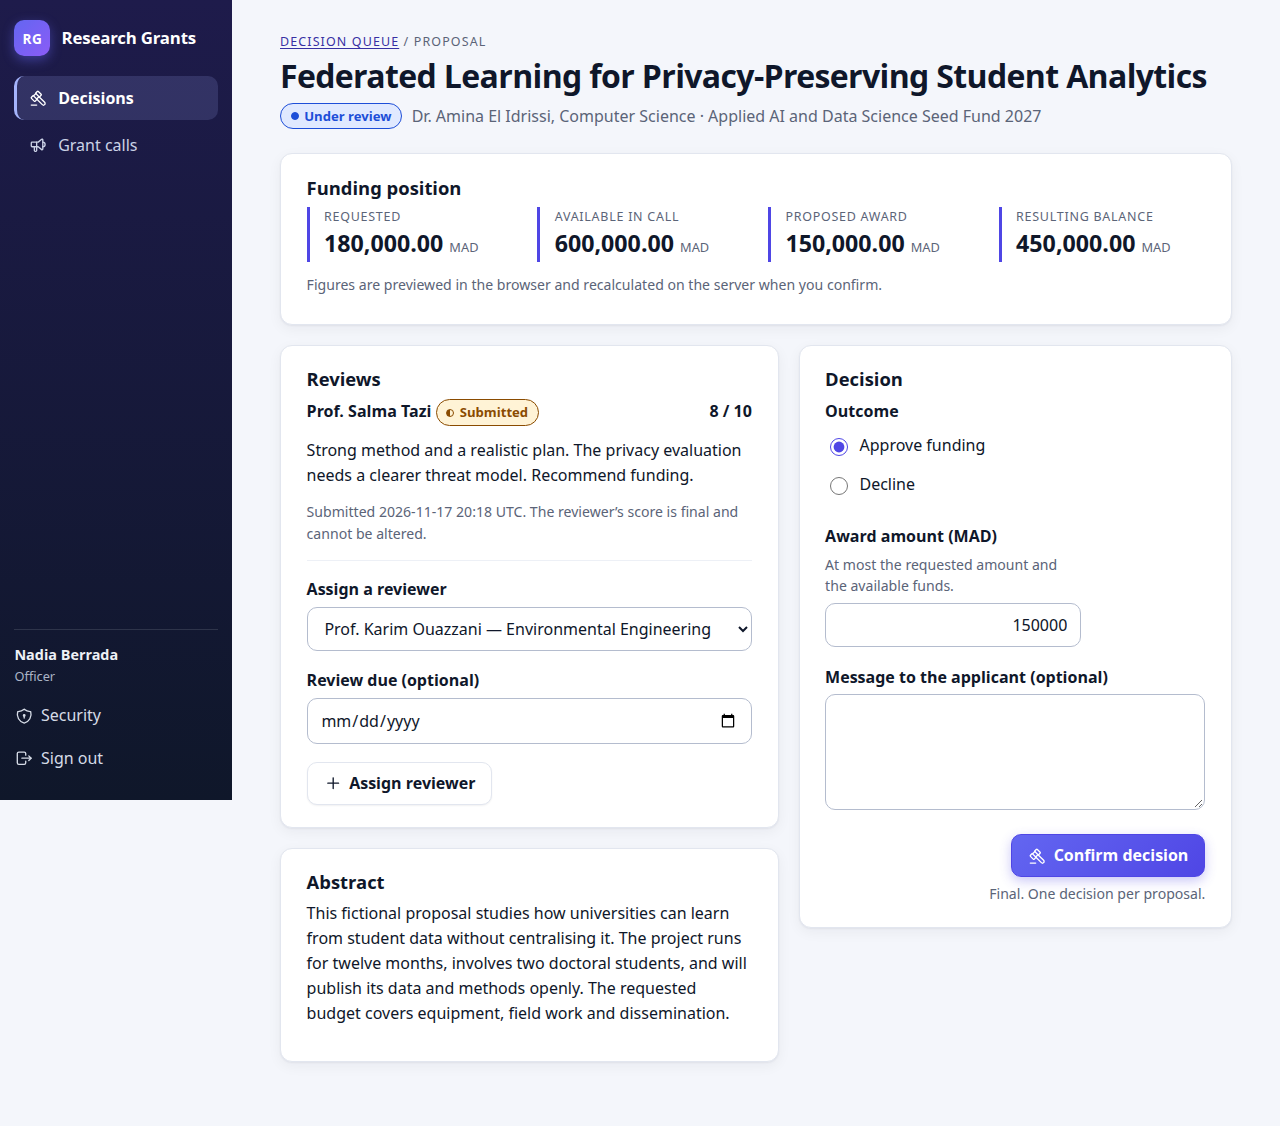 RG Research Grants
Decisions
Grant calls
Nadia Berrada
Officer
Security
Sign out
DECISION QUEUE / PROPOSAL
Federated Learning for Privacy-Preserving Student Analytics
Under review Dr. Amina El Idrissi, Computer Science · Applied AI and Data Science Seed Fund 2027
Funding position
REQUESTED
180,000.00 MAD
AVAILABLE IN CALL
600,000.00 MAD
PROPOSED AWARD
150,000.00 MAD
RESULTING BALANCE
450,000.00 MAD
Figures are previewed in the browser and recalculated on the server when you confirm.
Reviews
Prof. Salma Tazi Submitted 8 / 10
Strong method and a realistic plan. The privacy evaluation
needs a clearer threat model. Recommend funding.
Submitted 2026-11-17 20:18 UTC. The reviewer's score is final and
cannot be altered.
Assign a reviewer
Prof. Karim Ouazzani — Environmental Engineering
Review due (optional)
mm/dd/yyyy
Assign reviewer
Abstract
This fictional proposal studies how universities can learn
from student data without centralising it. The project runs
for twelve months, involves two doctoral students, and will
publish its data and methods openly. The requested
budget covers equipment, field work and dissemination.
Decision
Outcome
Approve funding
Decline
Award amount (MAD)
At most the requested amount and
the available funds.
150000
Message to the applicant (optional)
Confirm decision
Final. One decision per proposal.